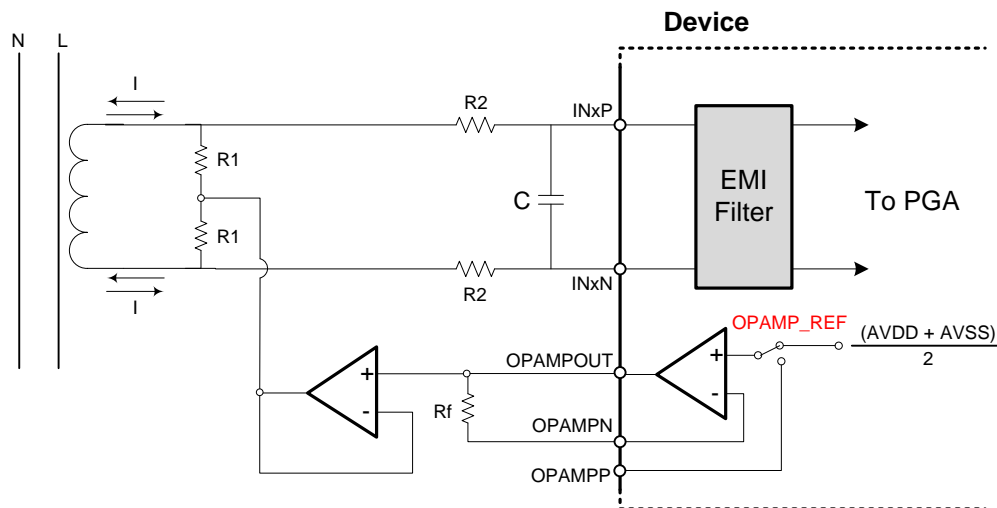 Device
N
L
I
R2
INxP
R1
EMI
Filter
To PGA
C
R1
I
R2
INxN
OPAMP_REF
(AVDD + AVSS)
2
OPAMPOUT
+
-
+
-
Rf
OPAMPN
OPAMPP